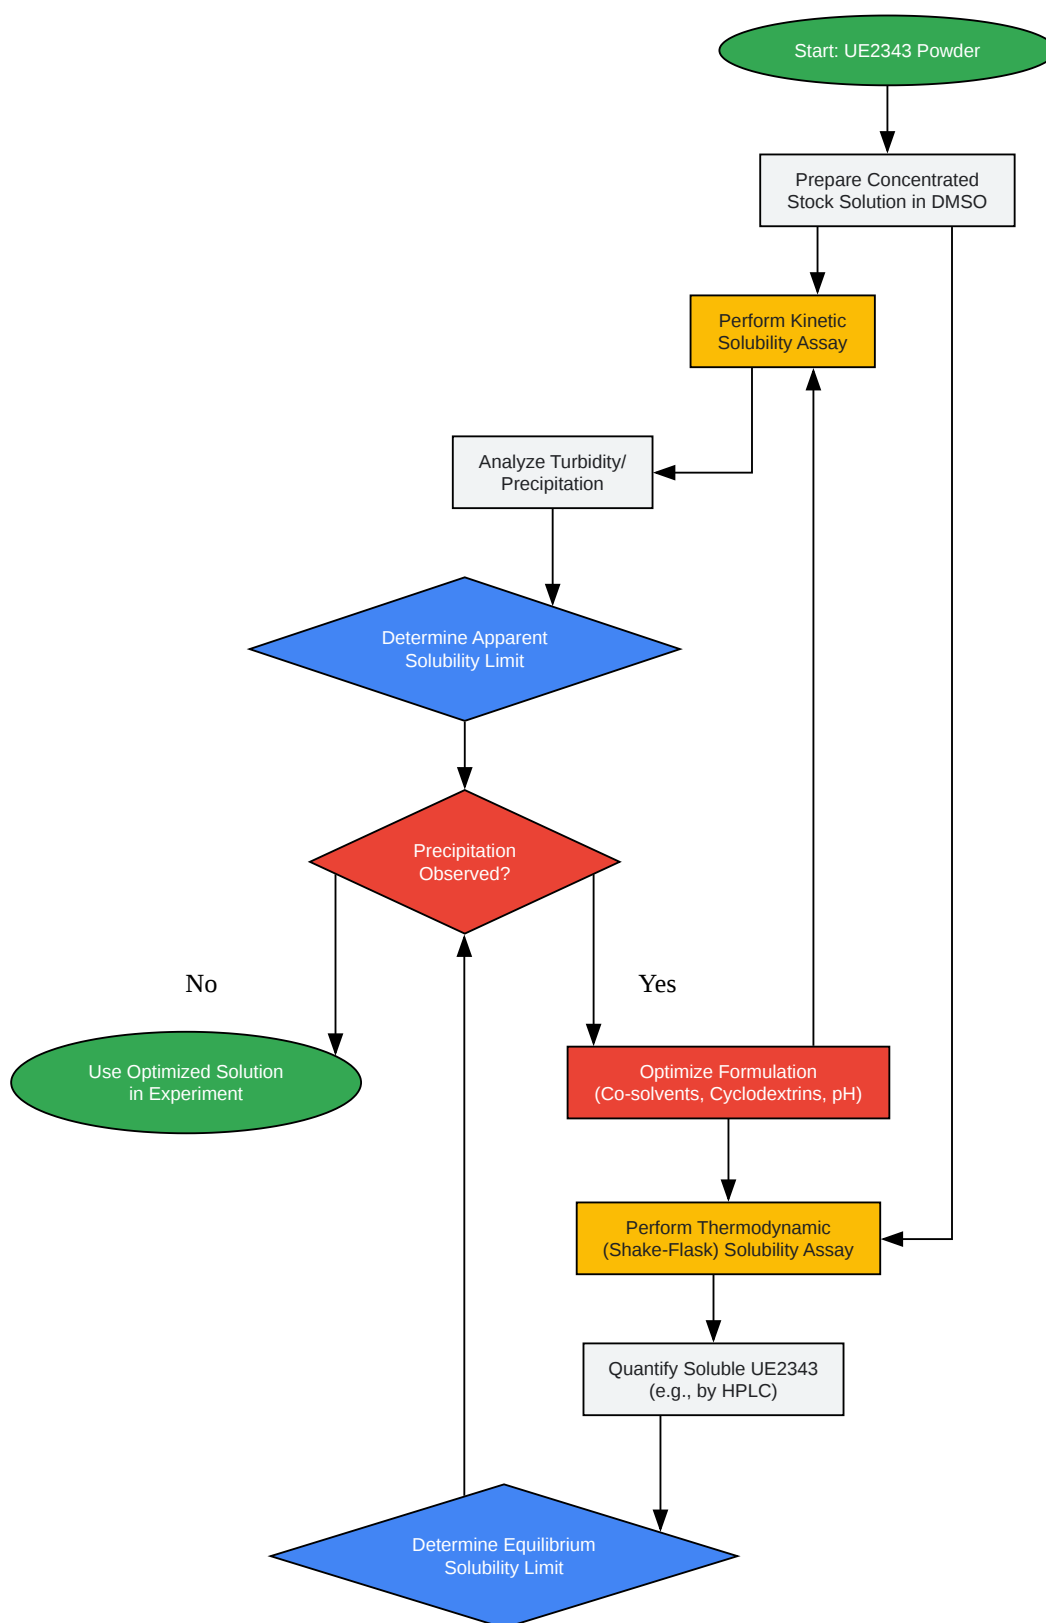 Start: UE2343 Powder
Prepare Concentrated
Stock Solution in DMSO
Perform Kinetic
Solubility Assay
Analyze Turbidity/
Precipitation
Determine Apparent
Solubility Limit
Precipitation
Observed?
No
Yes
Use Optimized Solution
in Experiment
Optimize Formulation
(Co-solvents, Cyclodextrins, pH)
Perform Thermodynamic
(Shake-Flask) Solubility Assay
Quantify Soluble UE2343
(e.g., by HPLC)
Determine Equilibrium
Solubility Limit